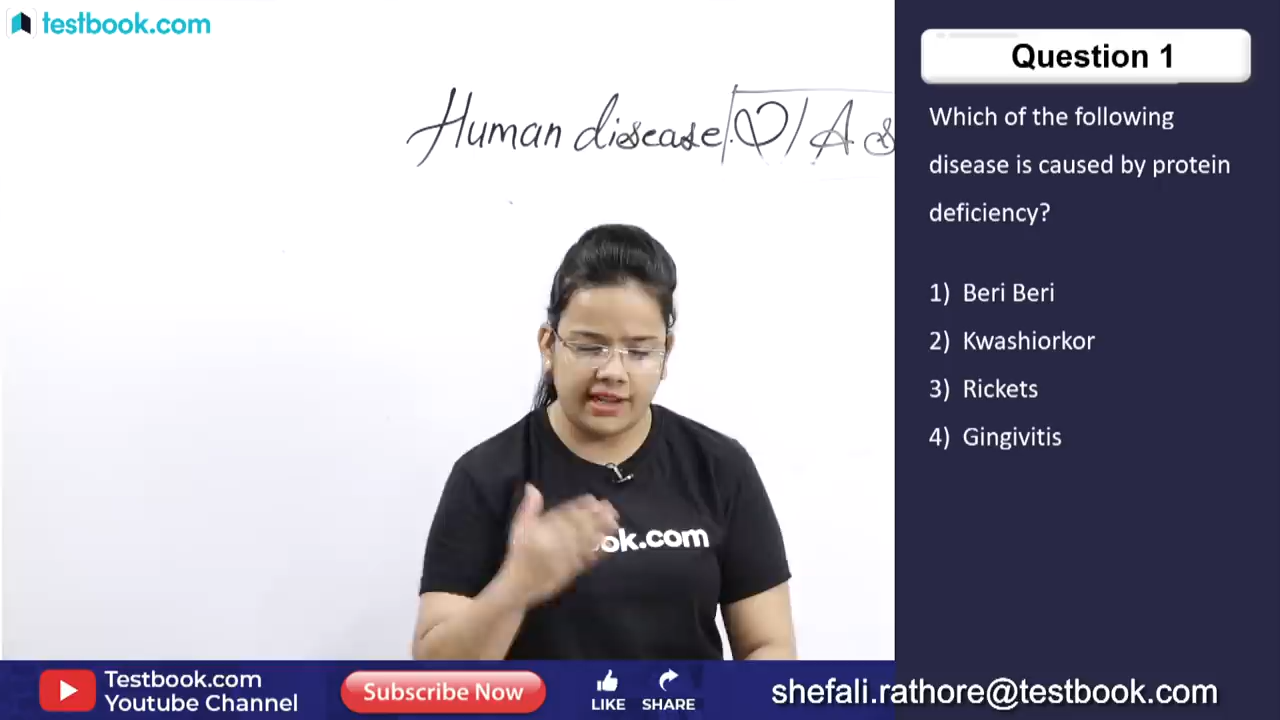 testbook.com
Human disease
Question 1
Which of the following
disease is caused by protein
deficiency?
1) Beri Beri
2) Kwashiorkor
3) Rickets
4) Gingivitis
ook.com
Testbook.com
Youtube Channel
Subscribe Now
LIKE
SHARE
shefali.rathore@testbook.com